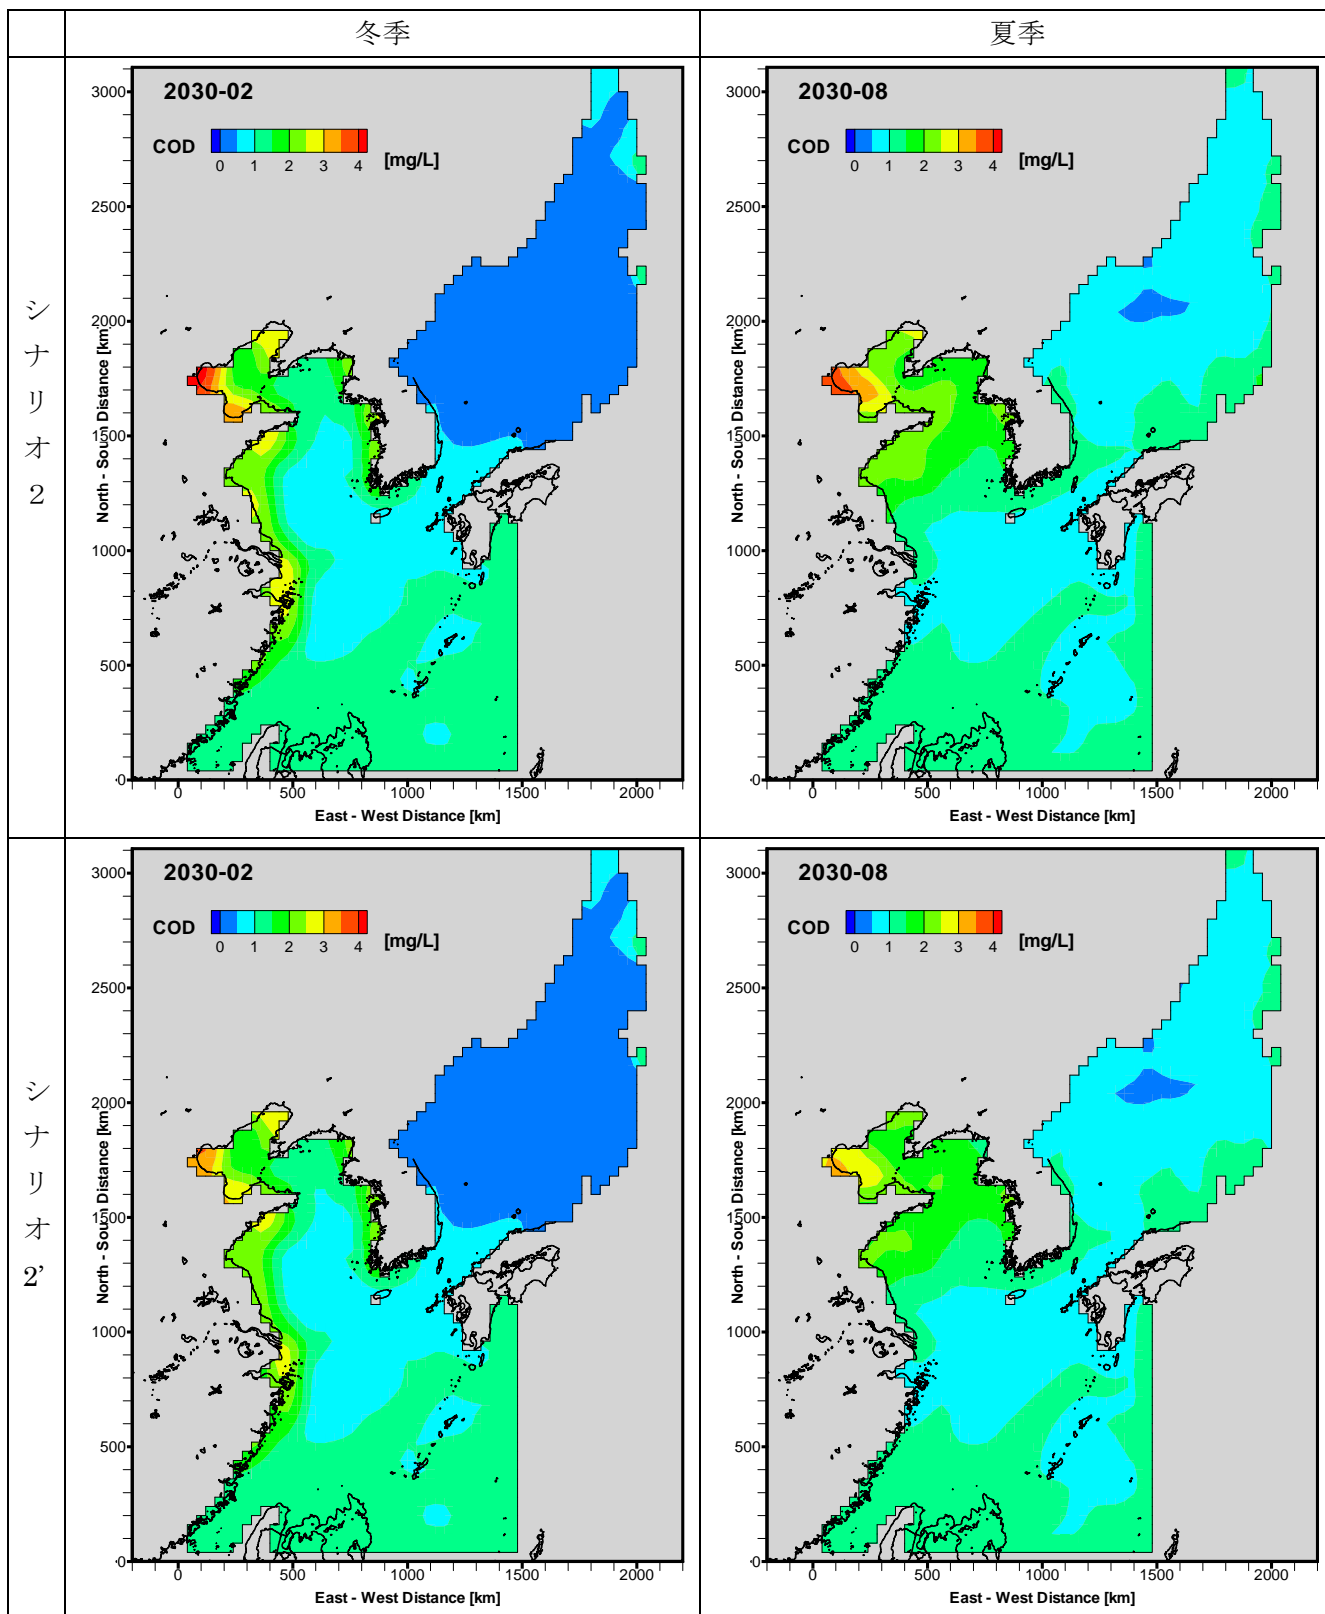 冬季
夏季
シナリオ2
2030-02
COD
0 1 2 3 4
[mg/L]
3000
2500
2000
1500
1000
500
0
North - South Distance [km]
0 500 1000 1500 2000
East - West Distance [km]
2030-08
COD
0 1 2 3 4
[mg/L]
3000
2500
2000
1500
1000
500
0
North - South Distance [km]
0 500 1000 1500 2000
East - West Distance [km]
シナリオ2’
2030-02
COD
0 1 2 3 4
[mg/L]
3000
2500
2000
1500
1000
500
0
North - South Distance [km]
0 500 1000 1500 2000
East - West Distance [km]
2030-08
COD
0 1 2 3 4
[mg/L]
3000
2500
2000
1500
1000
500
0
North - South Distance [km]
0 500 1000 1500 2000
East - West Distance [km]